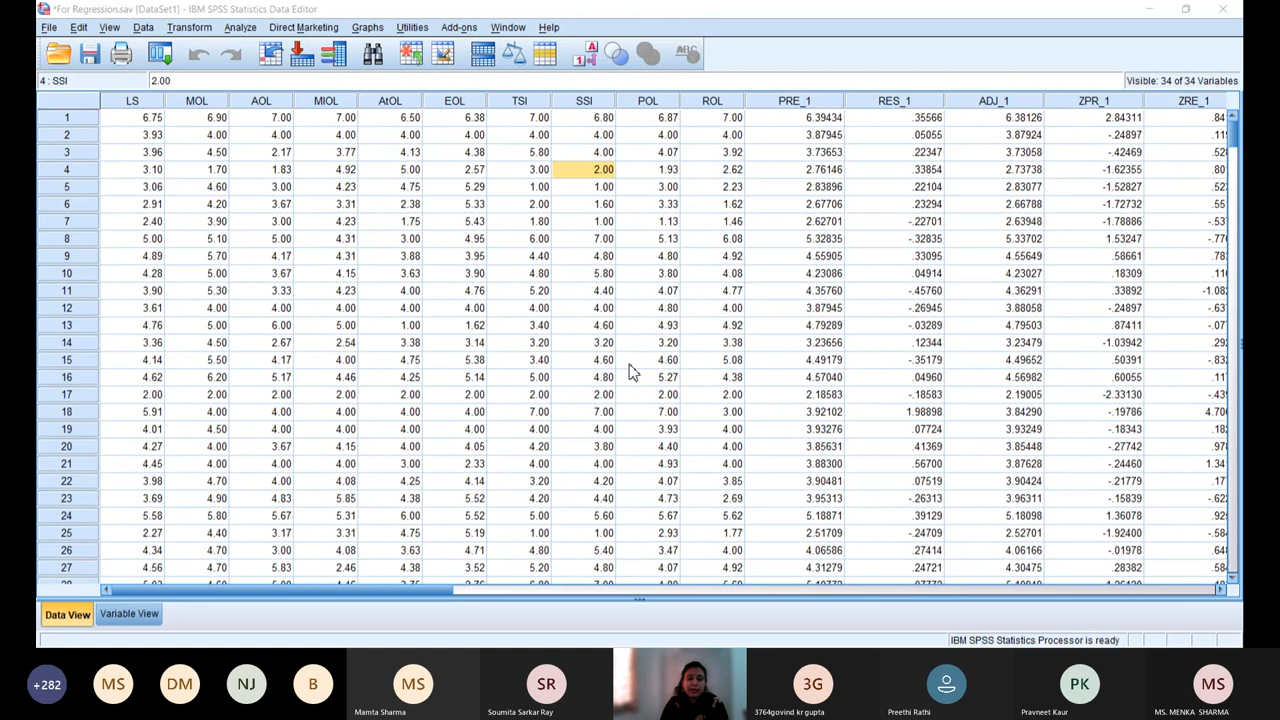 *For Regression.sav [DataSet1] - IBM SPSS Statistics Data Editor
File Edit View Data Transform Analyze Direct Marketing Graphs Utilities Add-ons Window Help
4 : SSI 2.00 Visible: 34 of 34 Variables
LS MOL AOL MIOL AtOL EOL TSI SSI POL ROL PRE_1 RES_1 ADJ_1 ZPR_1 ZRE_1
1 6.75 6.90 7.00 7.00 6.50 6.38 7.00 6.80 6.87 7.00 6.39434 .35566 6.38126 2.84311 .84
2 3.93 4.00 4.00 4.00 4.00 4.00 4.00 4.00 4.00 4.00 3.87945 .05055 3.87924 -.24897 .11
3 3.96 4.50 2.17 3.77 4.13 4.38 5.80 4.00 4.07 3.92 3.73653 .22347 3.73058 -.42469 .52
4 3.10 1.70 1.83 4.92 5.00 2.57 3.00 2.00 1.93 2.62 2.76146 .33854 2.73738 -1.62355 .80
5 3.06 4.60 3.00 4.23 4.75 5.29 1.00 1.00 3.00 2.23 2.83896 .22104 2.83077 -1.52827 .52
6 2.91 4.20 3.67 3.31 2.38 5.33 2.00 1.60 3.33 1.62 2.67706 .23294 2.66788 -1.72732 .55
7 2.40 3.90 3.00 4.23 1.75 5.43 1.80 1.00 1.13 1.46 2.62701 -.22701 2.63948 -1.78886 -.53
8 5.00 5.10 5.00 4.31 3.00 4.95 6.00 7.00 5.13 6.08 5.32835 -.32835 5.33702 1.53247 -.77
9 4.89 5.70 4.17 4.31 3.88 3.95 4.40 4.80 4.80 4.92 4.55905 .33095 4.55649 .58661 .78
10 4.28 5.00 3.67 4.15 3.63 3.90 4.80 5.80 3.80 4.08 4.23086 .04914 4.23027 .18309 .11
11 3.90 5.30 3.33 4.23 4.00 4.76 5.20 4.40 4.07 4.77 4.35760 -.45760 4.36291 .33892 -1.08
12 3.61 4.00 4.00 4.00 4.00 4.00 4.00 4.00 4.80 4.00 3.87945 -.26945 3.88058 -.24897 -.63
13 4.76 5.00 6.00 5.00 1.00 1.62 3.40 4.60 4.93 4.92 4.79289 -.03289 4.79503 .87411 -.07
14 3.36 4.50 2.67 2.54 3.38 3.14 3.20 3.20 3.20 3.38 3.23656 .12344 3.23479 -1.03942 .29
15 4.14 5.50 4.17 4.00 4.75 5.38 3.40 4.60 4.60 5.08 4.49179 -.35179 4.49652 .50391 -.83
16 4.62 6.20 5.17 4.46 4.25 5.14 5.00 4.80 5.27 4.38 4.57040 .04960 4.56982 .60055 .11
17 2.00 2.00 2.00 2.00 2.00 2.00 2.00 2.00 2.00 2.00 2.18583 -.18583 2.19005 -2.33130 -.43
18 5.91 4.00 4.00 4.00 4.00 4.00 7.00 7.00 7.00 3.00 3.92102 1.98898 3.84290 -.19786 4.70
19 4.01 4.50 4.00 4.00 4.00 4.00 4.00 4.00 3.93 4.00 3.93276 .07724 3.93249 -.18343 .18
20 4.27 4.00 3.67 4.15 4.00 4.05 4.20 3.80 4.40 4.00 3.85631 .41369 3.85448 -.27742 .97
21 4.45 4.00 4.00 4.00 3.00 2.33 4.00 4.00 4.93 4.00 3.88300 .56700 3.87628 -.24460 1.34
22 3.98 4.70 4.00 4.08 4.25 4.14 3.20 4.20 4.07 3.85 3.90481 .07519 3.90424 -.21779 .17
23 3.69 4.90 4.83 5.85 4.38 5.52 4.20 4.40 4.73 2.69 3.95313 -.26313 3.96311 -.15839 -.62
24 5.58 5.80 5.67 5.31 6.00 5.52 5.00 5.60 5.67 5.62 5.18871 .39129 5.18098 1.36078 .92
25 2.27 4.40 3.17 3.31 4.75 5.19 1.00 1.00 2.93 1.77 2.51709 -.24709 2.52701 -1.92400 -.58
26 4.34 4.70 3.00 4.08 3.63 4.71 4.80 5.40 3.47 4.00 4.06586 .27414 4.06166 -.01978 .64
27 4.56 4.70 5.83 2.46 4.38 3.52 5.20 4.80 4.07 4.92 4.31279 .24721 4.30641 .28382 .58
Data View Variable View
IBM SPSS Statistics Processor is ready
+282 MS DM NJ B MS SR 3G PK MS
Mamta Sharma Soumita Sarkar Ray 3764govind kr gupta Preethi Rathi Pravneet Kaur MS. MENKA SHARMA